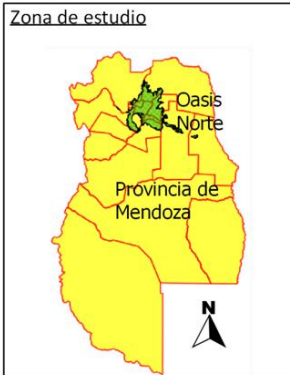 Zona de estudio
Oasis
Norte
Provincia de
Mendoza
N